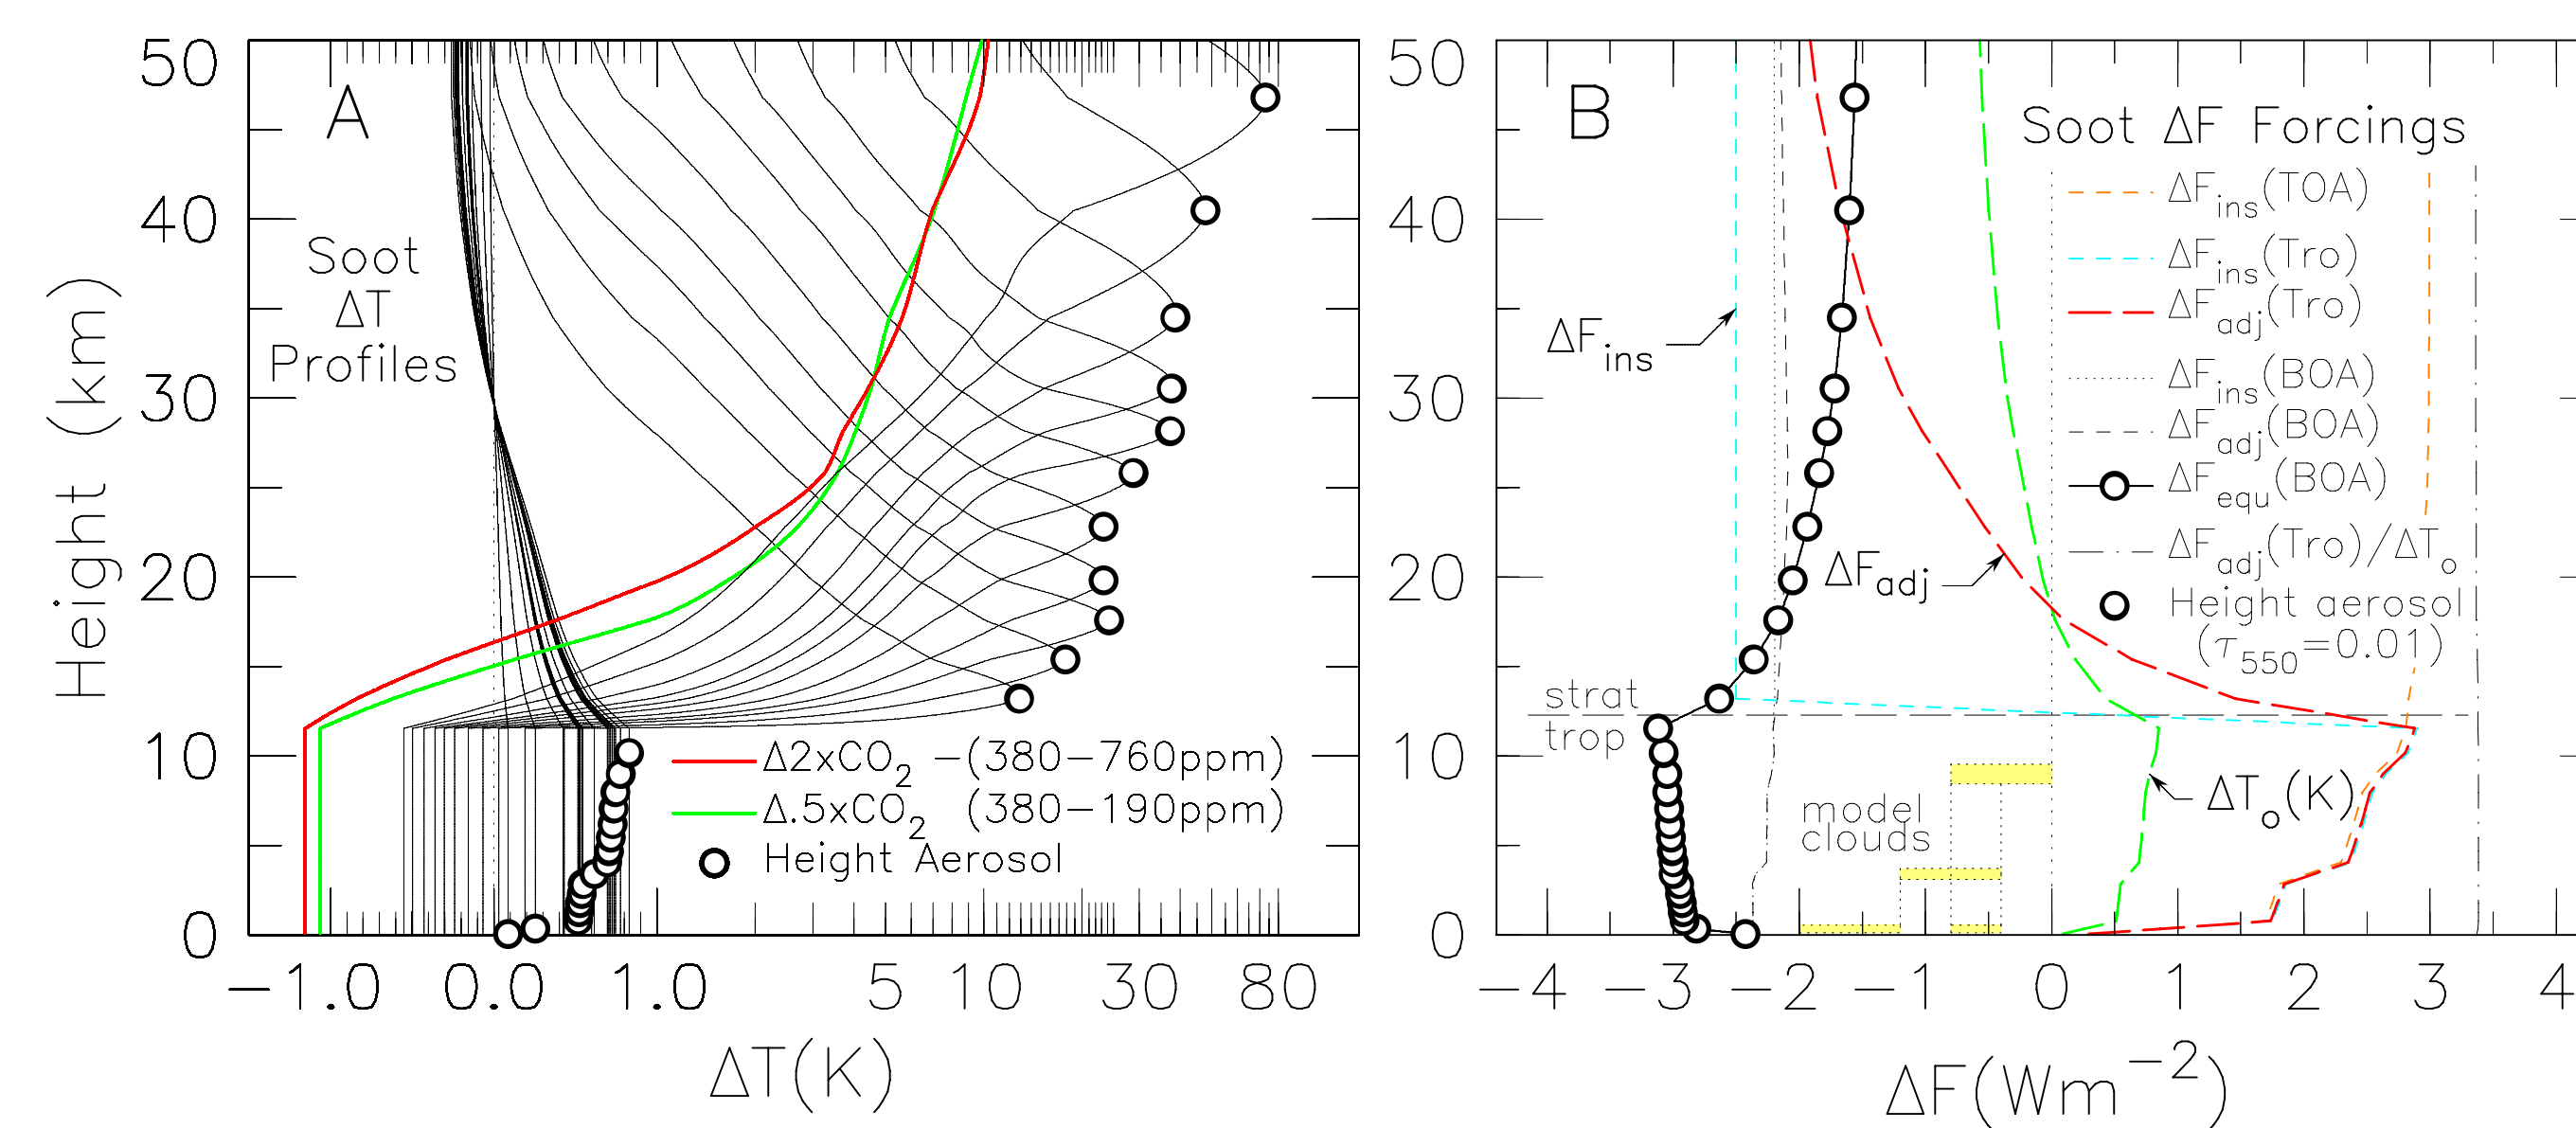 A
Soot
ΔT
Profiles
Δ2xCO2 −(380−760ppm)
Δ.5xCO2 (380−190ppm)
Height Aerosol
Height (km)
50
40
30
20
10
0
−1.0 0.0 1.0 5 10 30 80
ΔT(K)
B
Soot ΔF Forcings
ΔFins(TOA)
ΔFins(Tro)
ΔFadj(Tro)
ΔFins(BOA)
ΔFadj(BOA)
ΔFequ(BOA)
ΔFadj(Tro)/ΔTo
Height aerosol
(τ550=0.01)
ΔFins
ΔFadj
strat
trop
model
clouds
ΔTo(K)
50
40
30
20
10
0
−4 −3 −2 −1 0 1 2 3 4
ΔF(Wm−2)